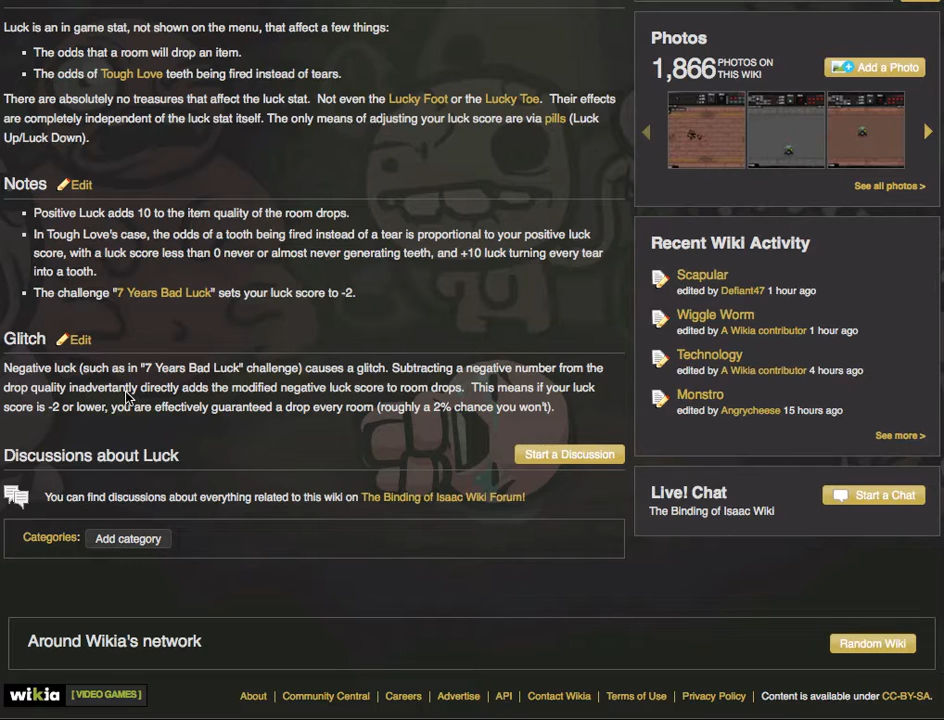 Luck is an in game stat, not shown on the menu, that affect a few things:
The odds that a room will drop an item.
The odds of Tough Love teeth being fired instead of tears.
There are absolutely no treasures that affect the luck stat. Not even the Lucky Foot or the Lucky Toe. Their effects
are completely independent of the luck stat itself. The only means of adjusting your luck score are via pills (Luck
Up/Luck Down).
Notes Edit
Positive Luck adds 10 to the item quality of the room drops.
In Tough Love's case, the odds of a tooth being fired instead of a tear is proportional to your positive luck
score, with a luck score less than 0 never or almost never generating teeth, and +10 luck turning every tear
into a tooth.
The challenge "7 Years Bad Luck" sets your luck score to -2.
Glitch Edit
Negative luck (such as in "7 Years Bad Luck" challenge) causes a glitch. Subtracting a negative number from the
drop quality inadvertantly directly adds the modified negative luck score to room drops. This means if your luck
score is -2 or lower, you are effectively guaranteed a drop every room (roughly a 2% chance you won't).
Discussions about Luck Start a Discussion
You can find discussions about everything related to this wiki on The Binding of Isaac Wiki Forum!
Categories: Add category
Photos
1,866 PHOTOS ON
THIS WIKI
Add a Photo
See all photos >
Recent Wiki Activity
Scapular
edited by Defiant47 1 hour ago
Wiggle Worm
edited by A Wikia contributor 1 hour ago
Technology
edited by A Wikia contributor 4 hours ago
Monstro
edited by Angrycheese 15 hours ago
See more >
Live! Chat
The Binding of Isaac Wiki
Start a Chat
Around Wikia's network Random Wiki
wikia [ VIDEO GAMES ] About | Community Central | Careers | Advertise | API | Contact Wikia | Terms of Use | Privacy Policy | Content is available under CC-BY-SA.